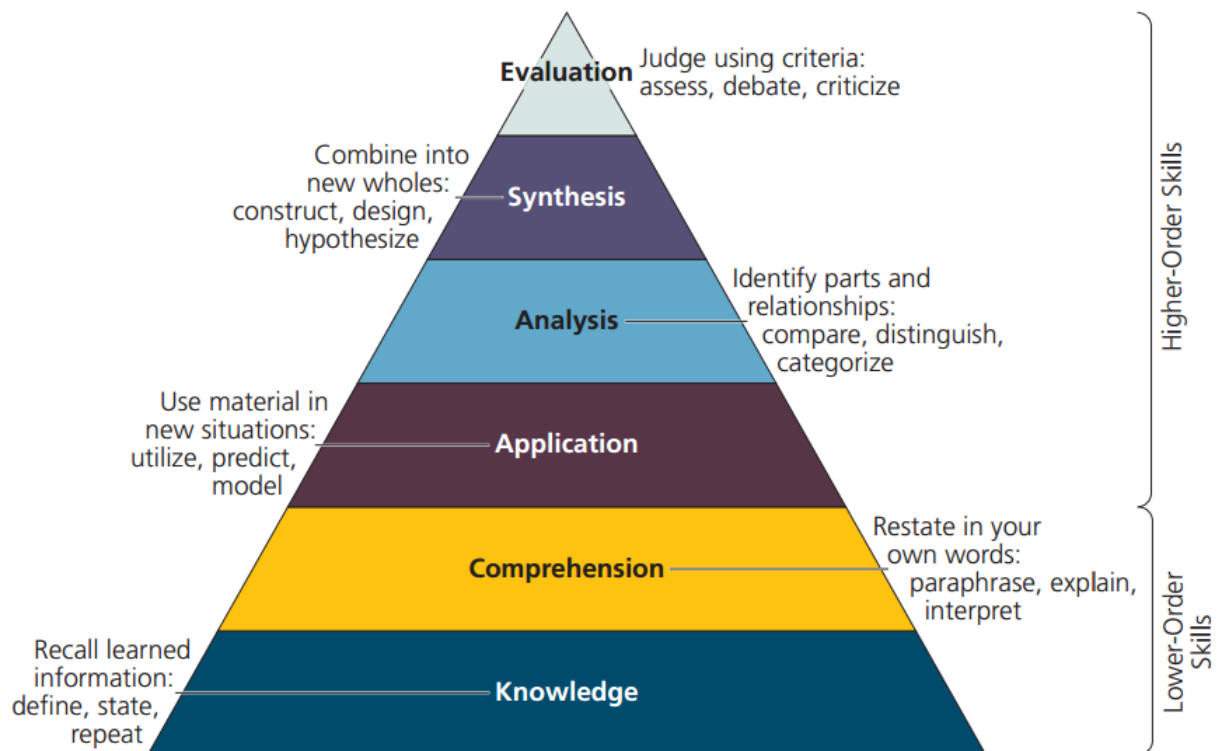 Evaluation
Judge using criteria:
assess, debate, criticize
Combine into
new wholes:
construct, design,
hypothesize
Synthesis
Analysis
Identify parts and
relationships:
compare, distinguish,
categorize
Use material in
new situations:
utilize, predict,
model
Application
Comprehension
Restate in your
own words:
paraphrase, explain,
interpret
Recall learned
information:
define, state,
repeat
Knowledge
Higher-Order Skills
Lower-Order
Skills